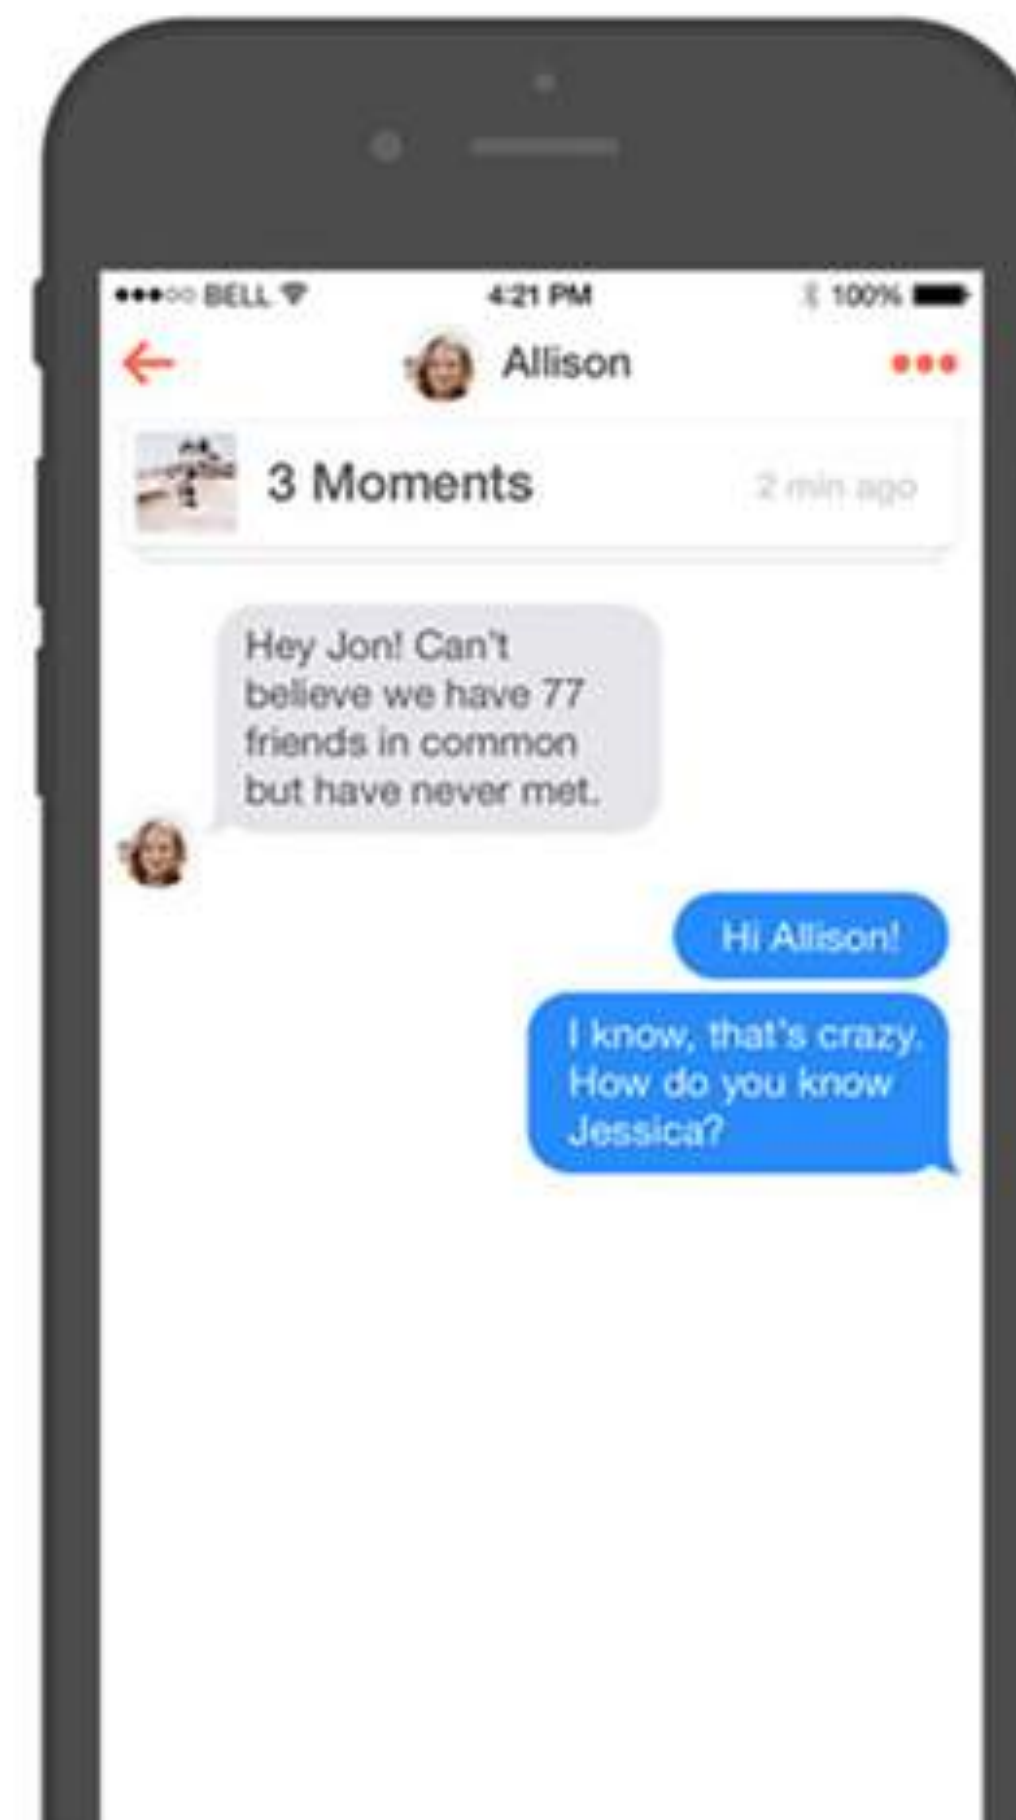 BELL 4:21 PM 100%
Allison
3 Moments 2 min ago
Hey Jon! Can't
believe we have 77
friends in common
but have never met.
Hi Allison!
I know, that's crazy.
How do you know
Jessica?